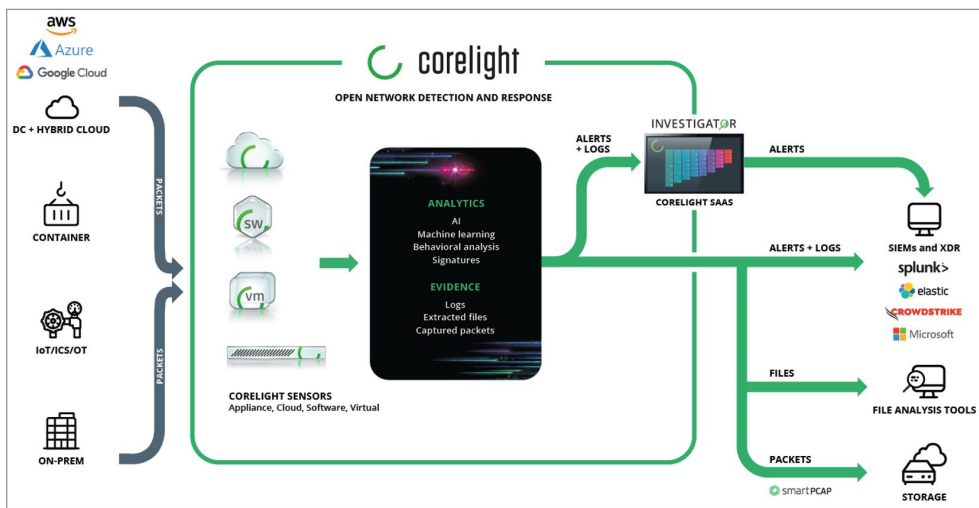 aws
Azure
Google Cloud
DC + HYBRID CLOUD
CONTAINER
IoT/ICS/OT
ON-PREM
PACKETS
PACKETS
corelight
OPEN NETWORK DETECTION AND RESPONSE
sw
vm
CORELIGHT SENSORS
Appliance, Cloud, Software, Virtual
ANALYTICS
AI
Machine learning
Behavioral analysis
Signatures
EVIDENCE
Logs
Extracted files
Captured packets
ALERTS
+ LOGS
INVESTIGATOR
CORELIGHT SAAS
ALERTS
ALERTS + LOGS
SIEMs and XDR
splunk>
elastic
CROWDSTRIKE
Microsoft
FILES
FILE ANALYSIS TOOLS
PACKETS
smartPCAP
STORAGE